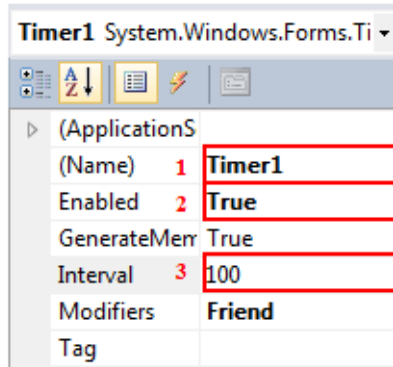 Timer1 System.Windows.Forms.Ti
(ApplicationS
(Name) 1 Timer1
Enabled 2 True
GenerateMem True
Interval 3 100
Modifiers Friend
Tag